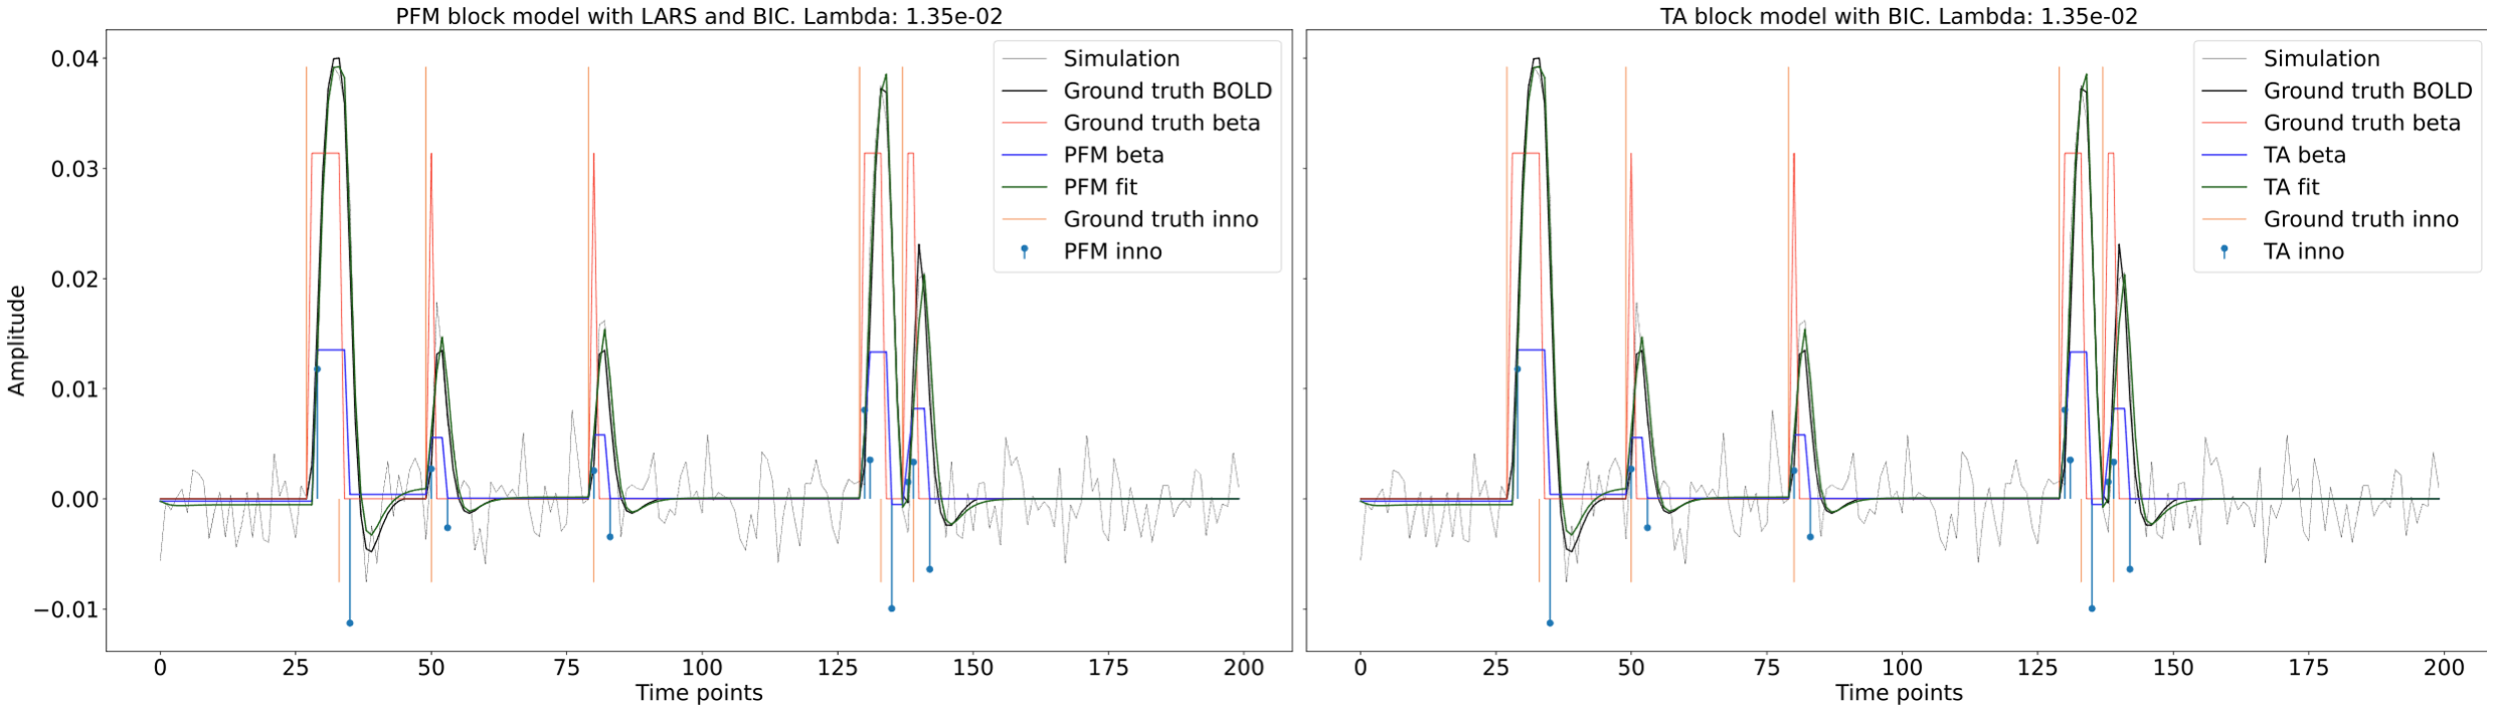 PFM block model with LARS and BIC. Lambda: 1.35e-02
Amplitude
0.04
0.03
0.02
0.01
0.00
−0.01
0
25
50
75
100
125
150
175
200
Time points
Simulation
Ground truth BOLD
Ground truth beta
PFM beta
PFM fit
Ground truth inno
PFM inno
TA block model with BIC. Lambda: 1.35e-02
0
25
50
75
100
125
150
175
200
Time points
Simulation
Ground truth BOLD
Ground truth beta
TA beta
TA fit
Ground truth inno
TA inno